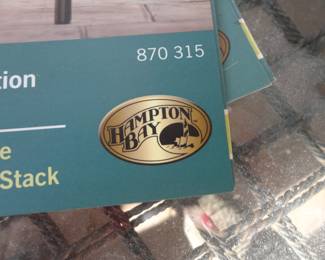 870 315
tion
HAMPTON
BAY
e
Stack